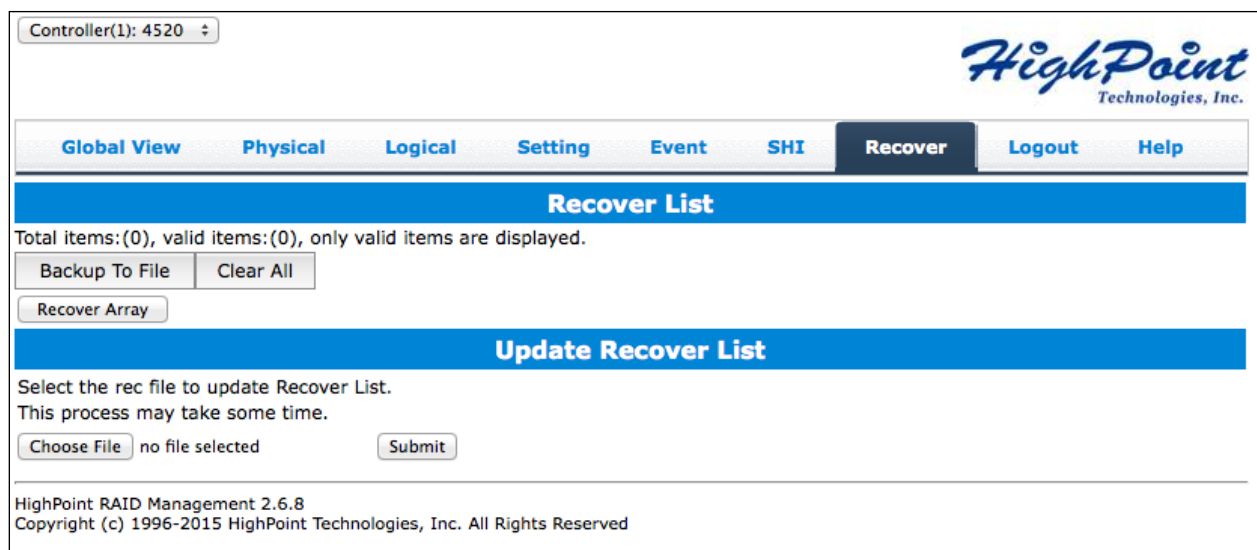 Controller(1): 4520
HighPoint
Technologies, Inc.
Global View Physical Logical Setting Event SHI Recover Logout Help
Recover List
Total items:(0), valid items:(0), only valid items are displayed.
Backup To File Clear All
Recover Array
Update Recover List
Select the rec file to update Recover List.
This process may take some time.
Choose File no file selected Submit
HighPoint RAID Management 2.6.8
Copyright (c) 1996-2015 HighPoint Technologies, Inc. All Rights Reserved